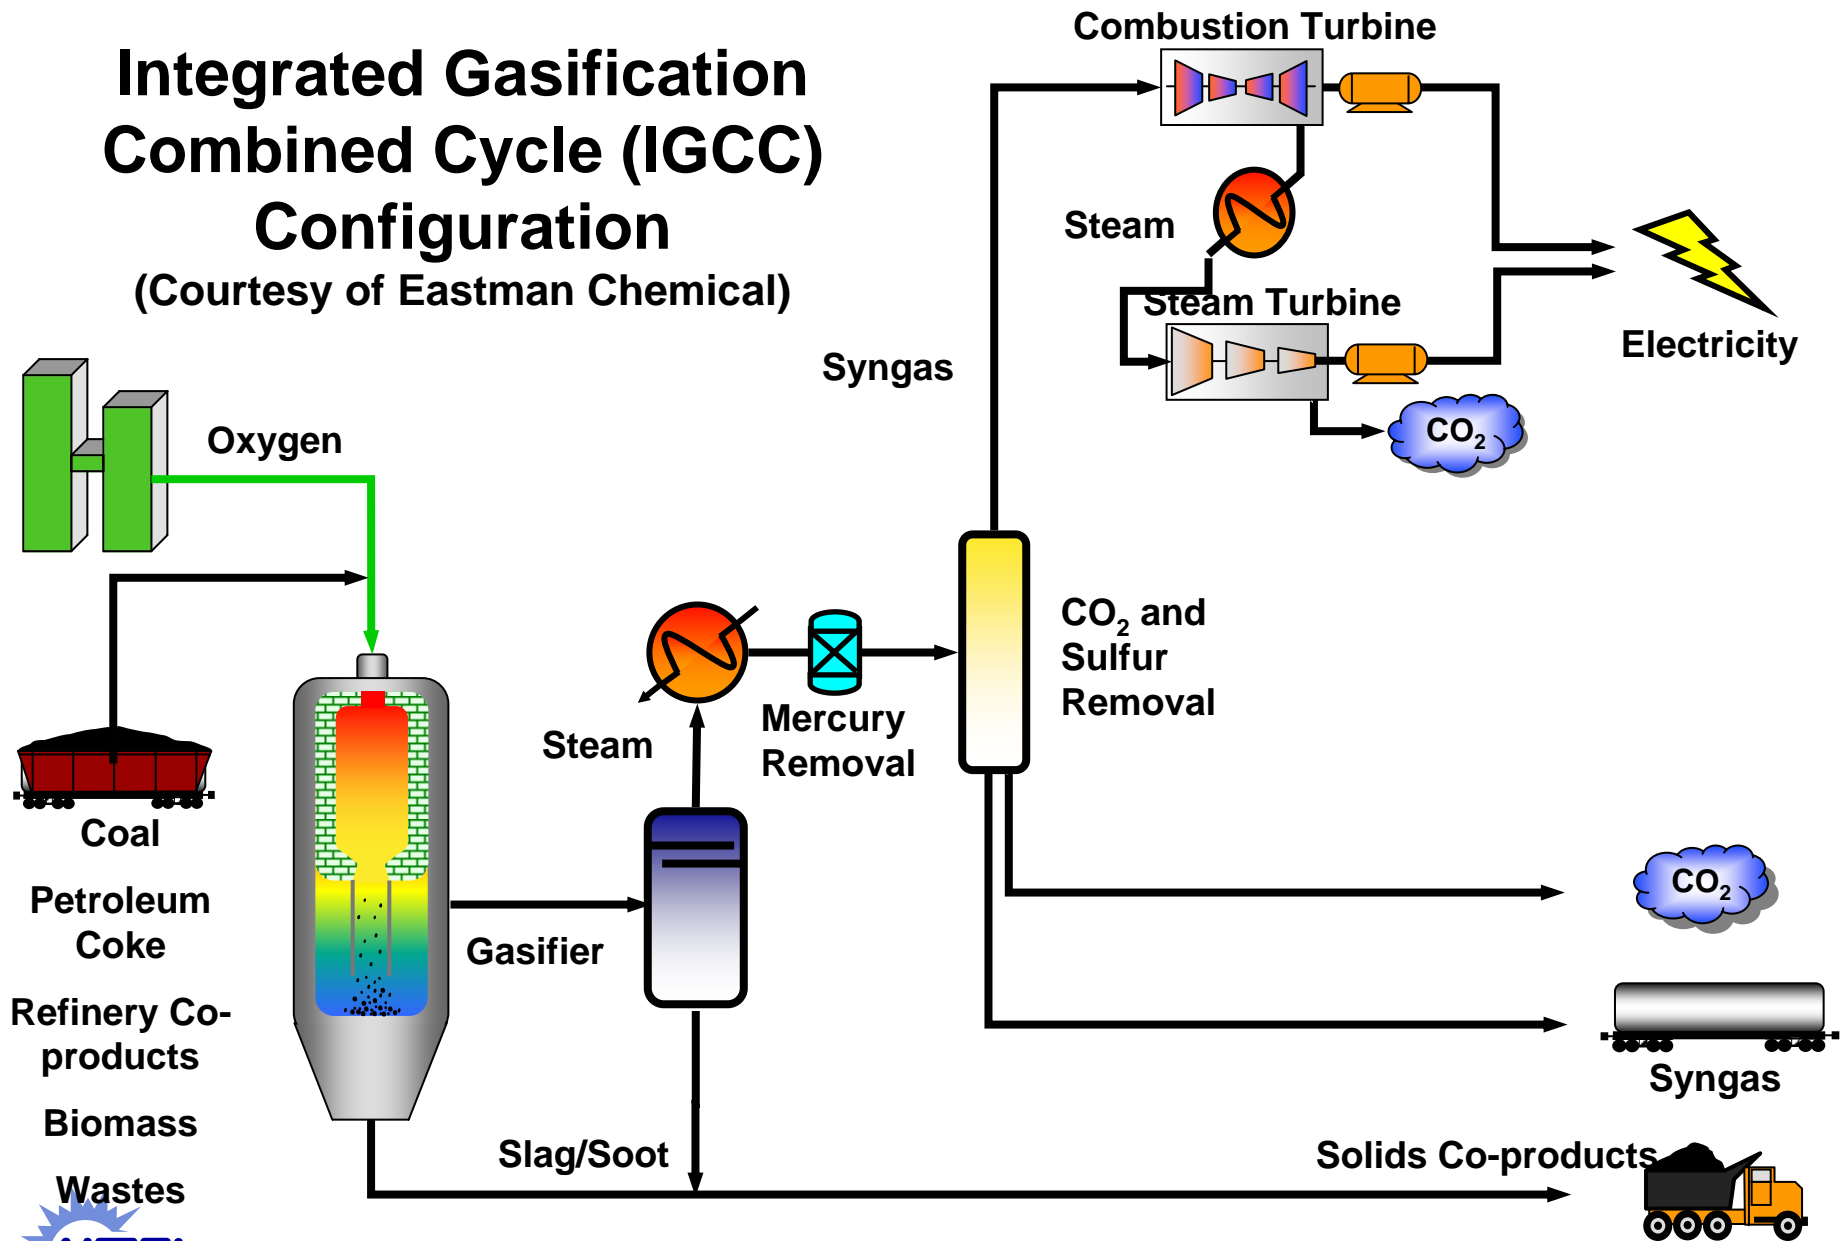 Integrated Gasification
Combined Cycle (IGCC)
Configuration
(Courtesy of Eastman Chemical)
Combustion Turbine
Steam
Steam Turbine
Electricity
CO2
Syngas
Oxygen
CO2 and
Sulfur
Removal
Mercury
Removal
Steam
Coal
Petroleum
Coke
Refinery Co-
products
Biomass
Wastes
Gasifier
CO2
Syngas
Slag/Soot
Solids Co-products